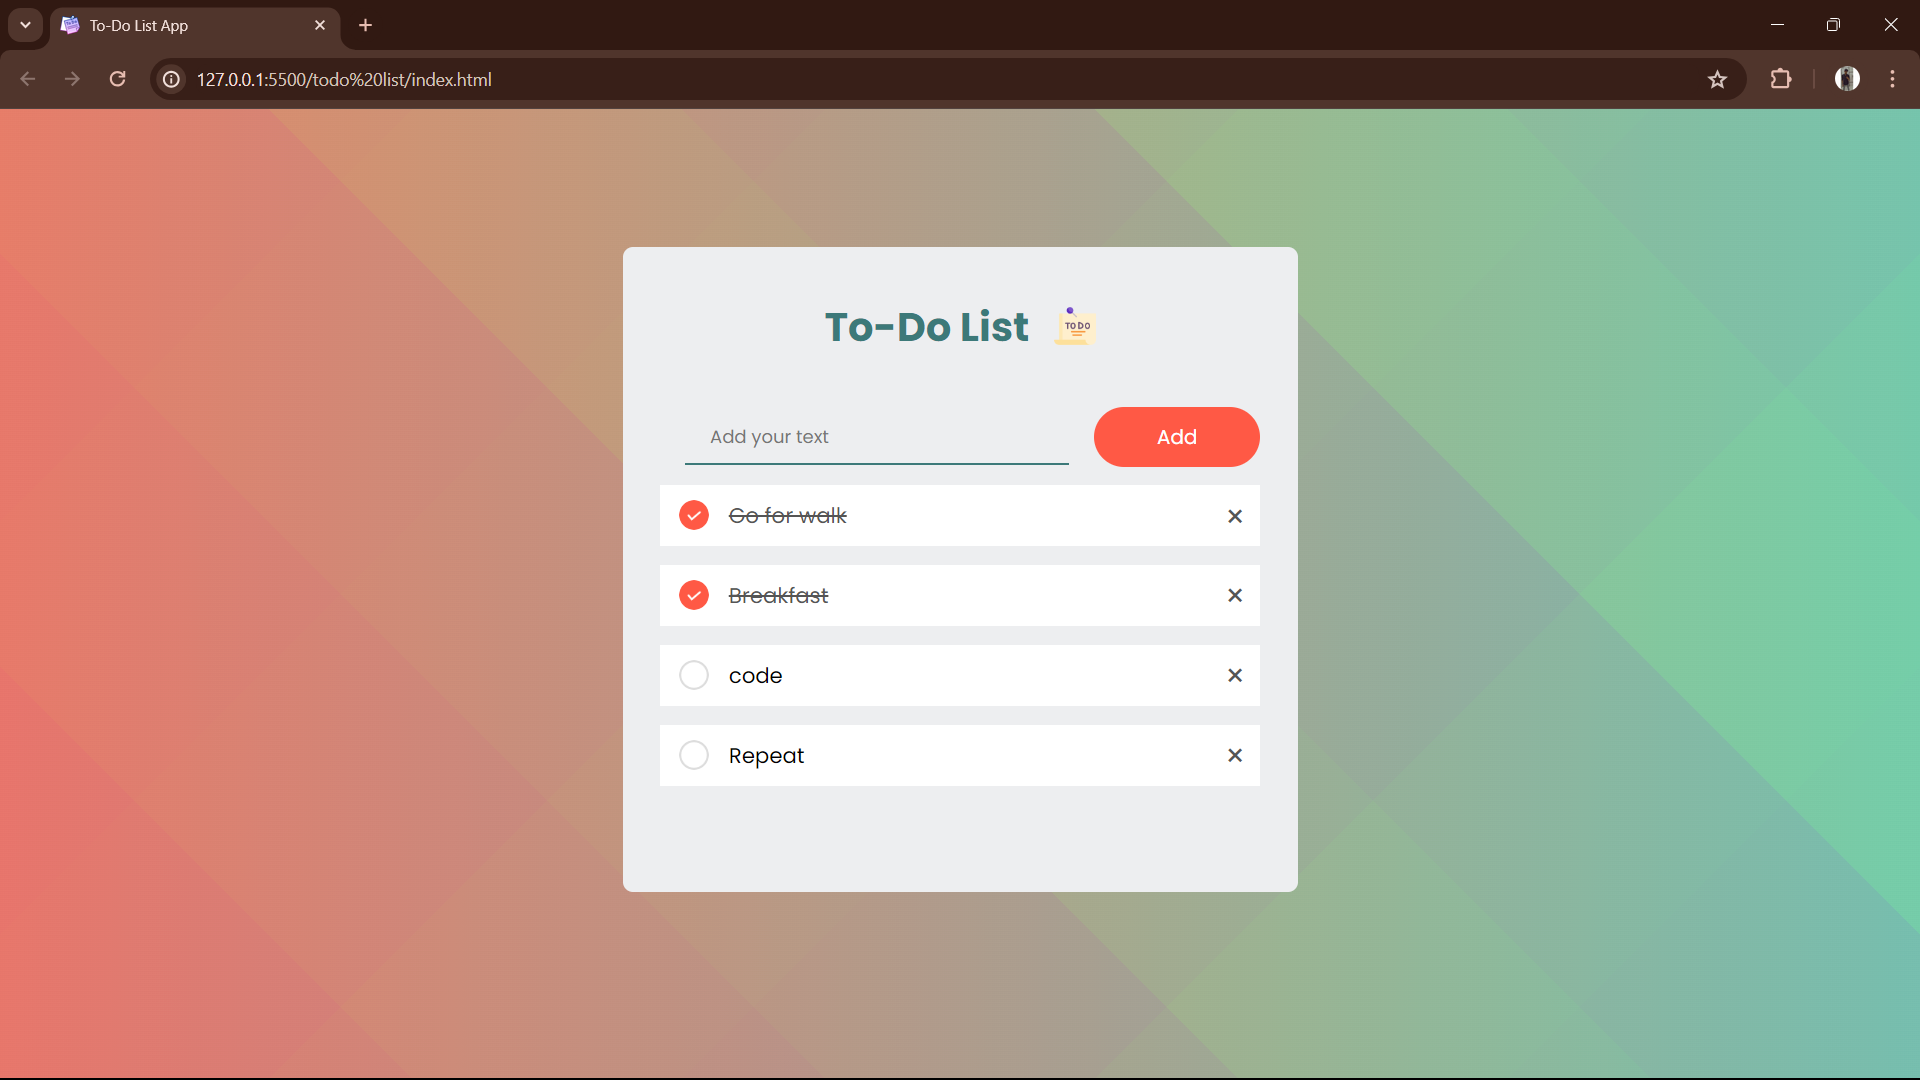 To-Do List App
127.0.0.1:5500/todo%20list/index.html
To-Do List
TO DO
Add your text
Add
Go for walk
Breakfast
code
Repeat